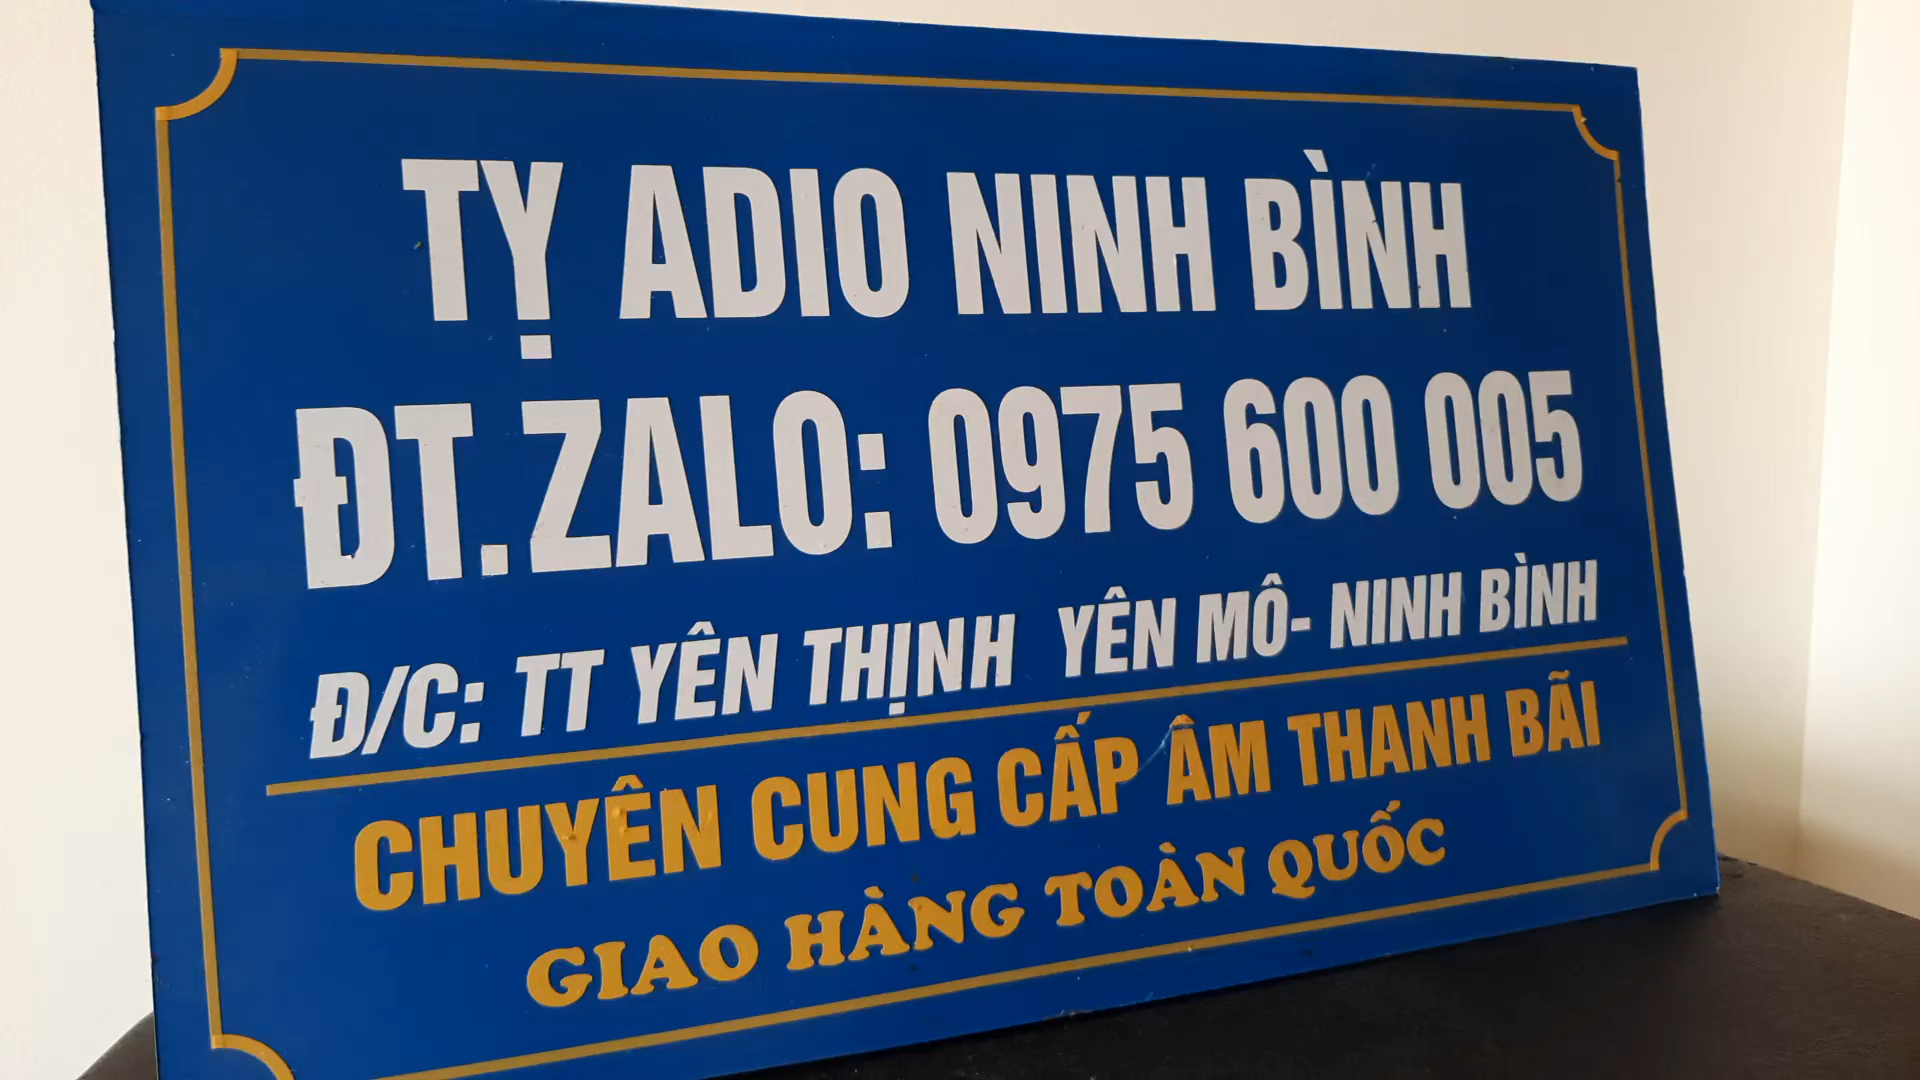 TỴ ADIO NINH BÌNH
ĐT.ZALO: 0975 600 005
Đ/C: TT YÊN THỊNH YÊN MÔ- NINH BÌNH
CHUYÊN CUNG CẤP ÂM THANH BÃI
GIAO HÀNG TOÀN QUỐC